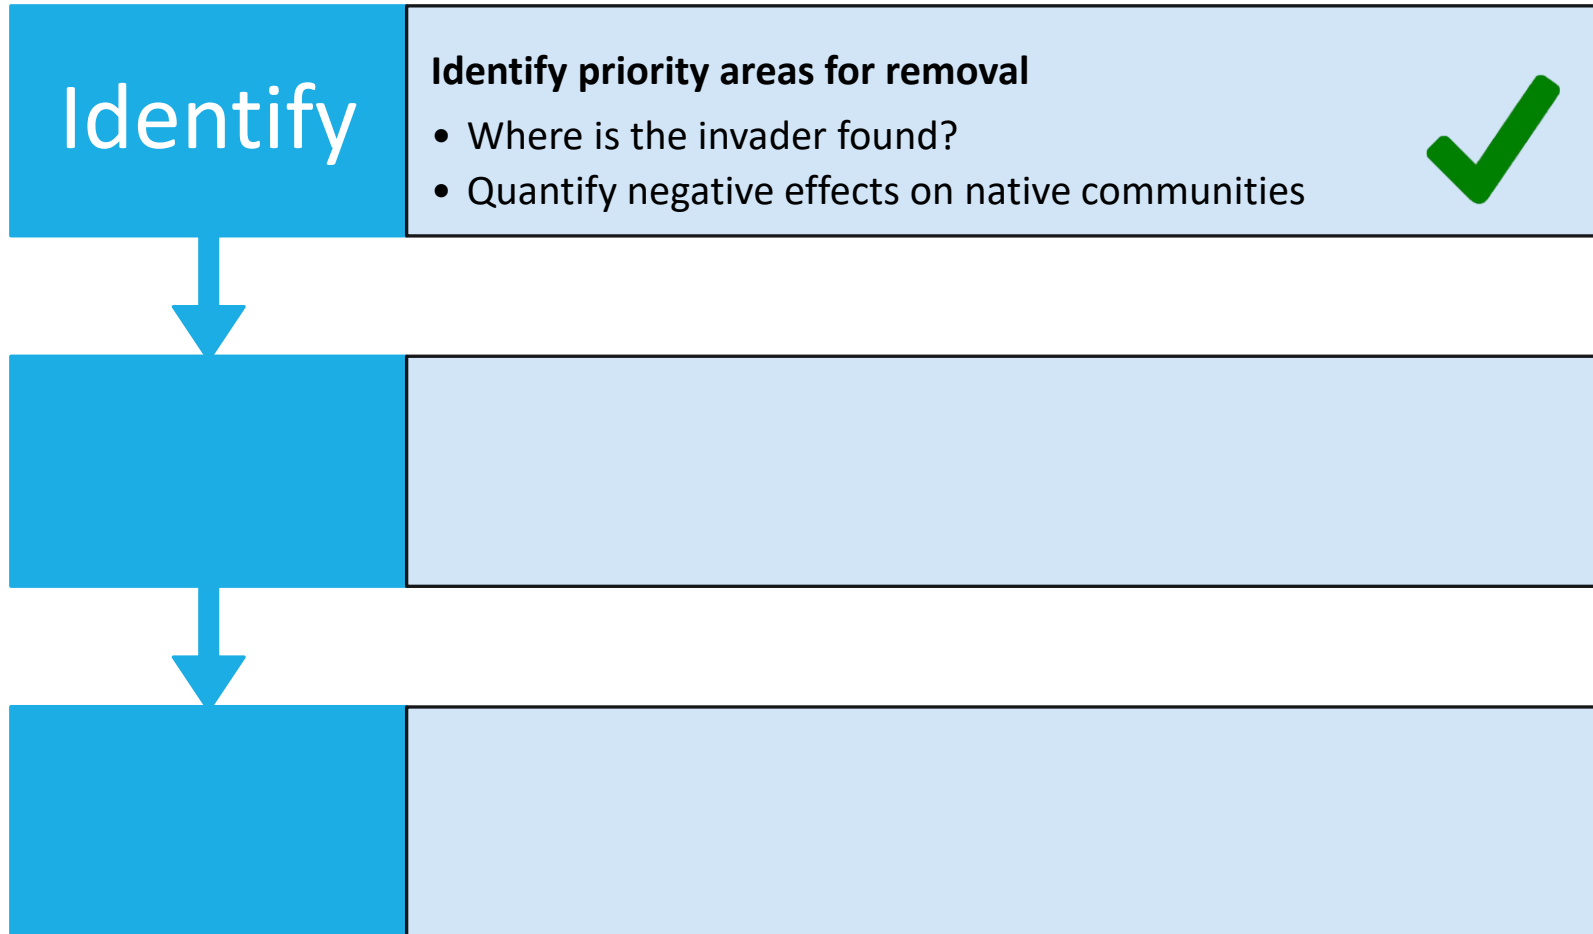 Identify
Identify priority areas for removal
• Where is the invader found?
• Quantify negative effects on native communities